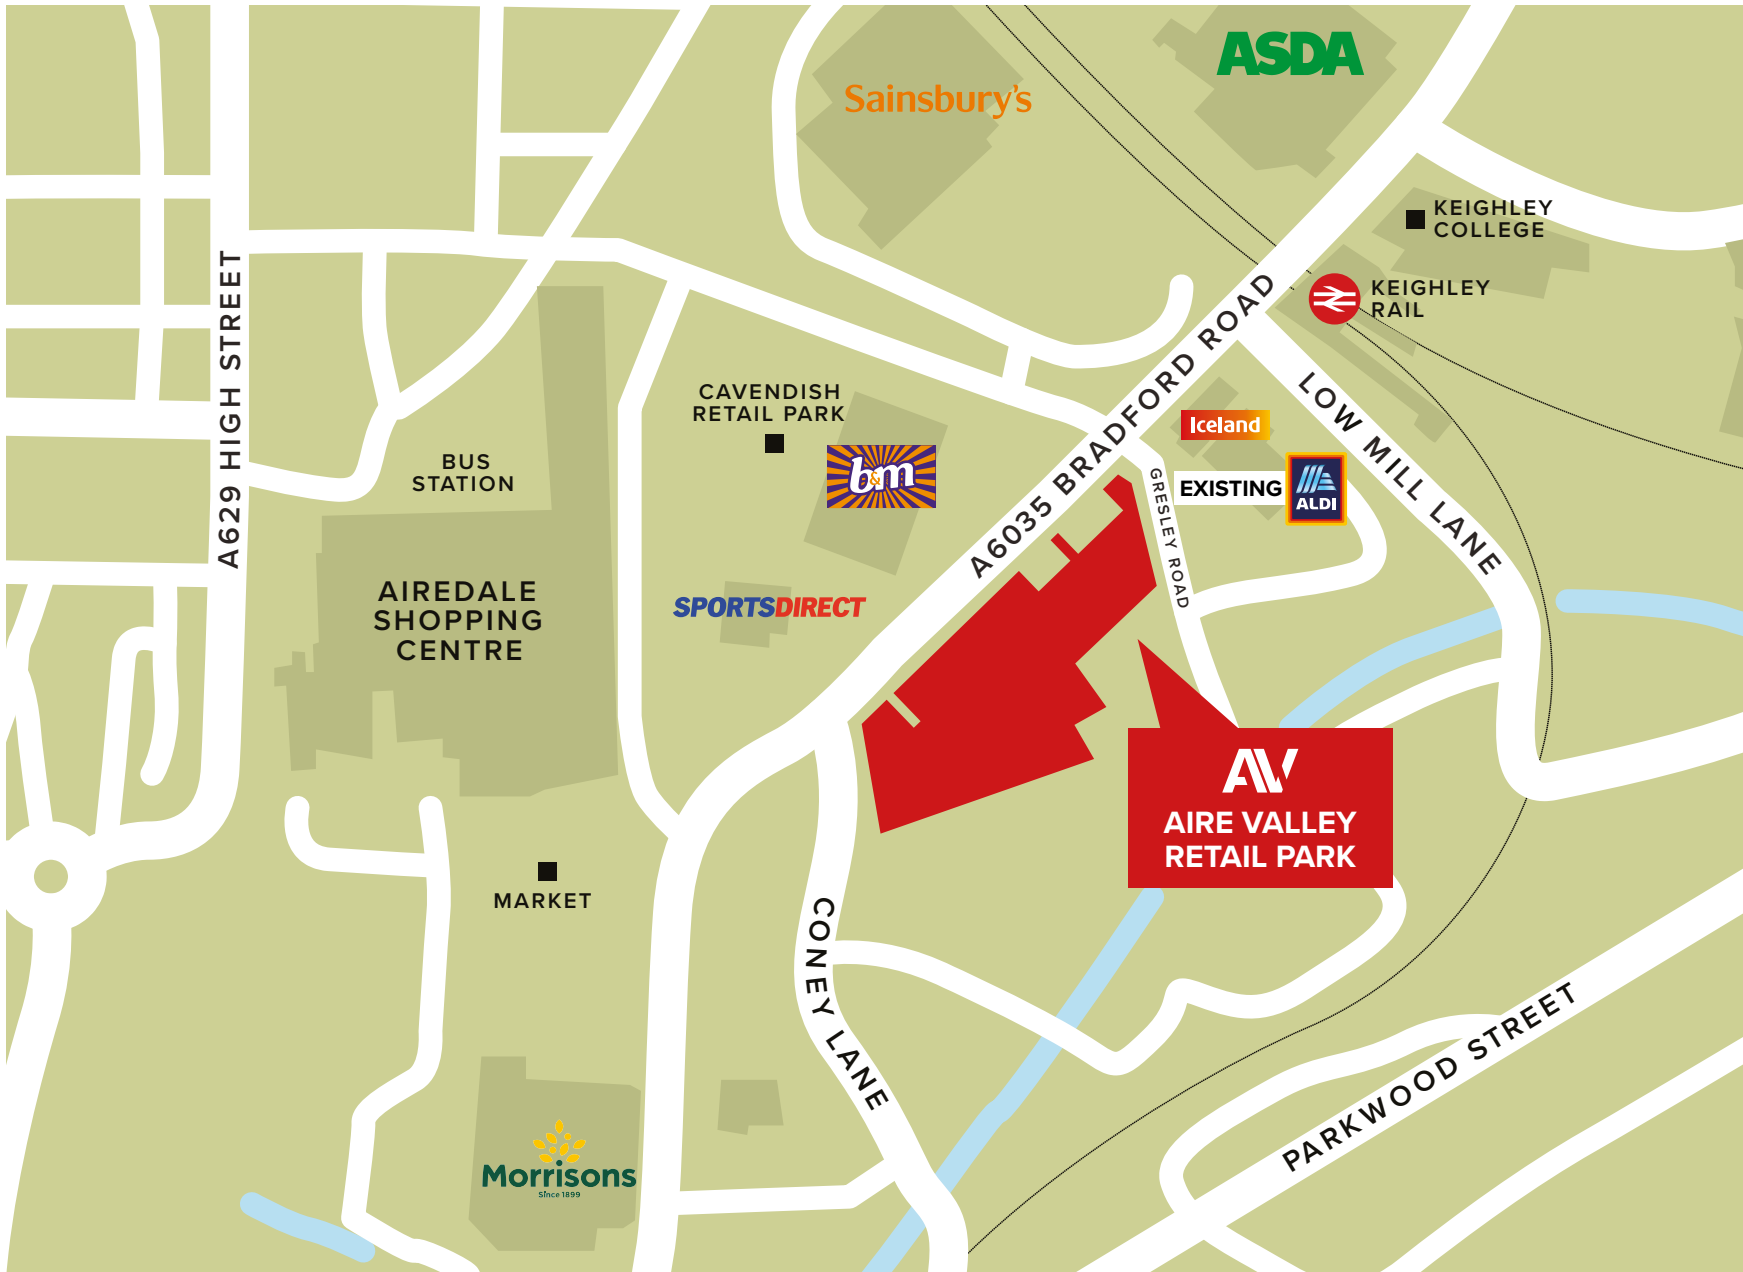 ASDA
Sainsbury's
KEIGHLEY
COLLEGE
KEIGHLEY
RAIL
A629 HIGH STREET
A6035 BRADFORD ROAD
LOW MILL LANE
CAVENDISH
RETAIL PARK
b&m
Iceland
EXISTING
ALDI
GRESLEY ROAD
BUS
STATION
AIREDALE
SHOPPING
CENTRE
SPORTSDIRECT
AV
AIRE VALLEY
RETAIL PARK
MARKET
CONEY LANE
PARKWOOD STREET
Morrisons
Since 1899